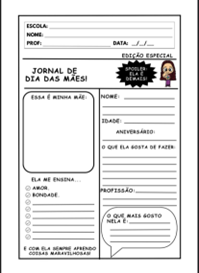 ESCOLA:
NOME:
PROF: DATA: __/__/__
EDIÇÃO ESPECIAL
JORNAL DE
DIA DAS MÃES!
SPOILER:
ELA É
DEMAIS!
ESSA É MINHA MÃE:
NOME:
IDADE:
ANIVERSÁRIO:
O QUE ELA GOSTA DE FAZER:
ELA ME ENSINA...
AMOR.
BONDADE.
PROFISSÃO:
O QUE MAIS GOSTO
NELA É:
E COM ELA SEMPRE APRENDO
COISAS MARAVILHOSAS!